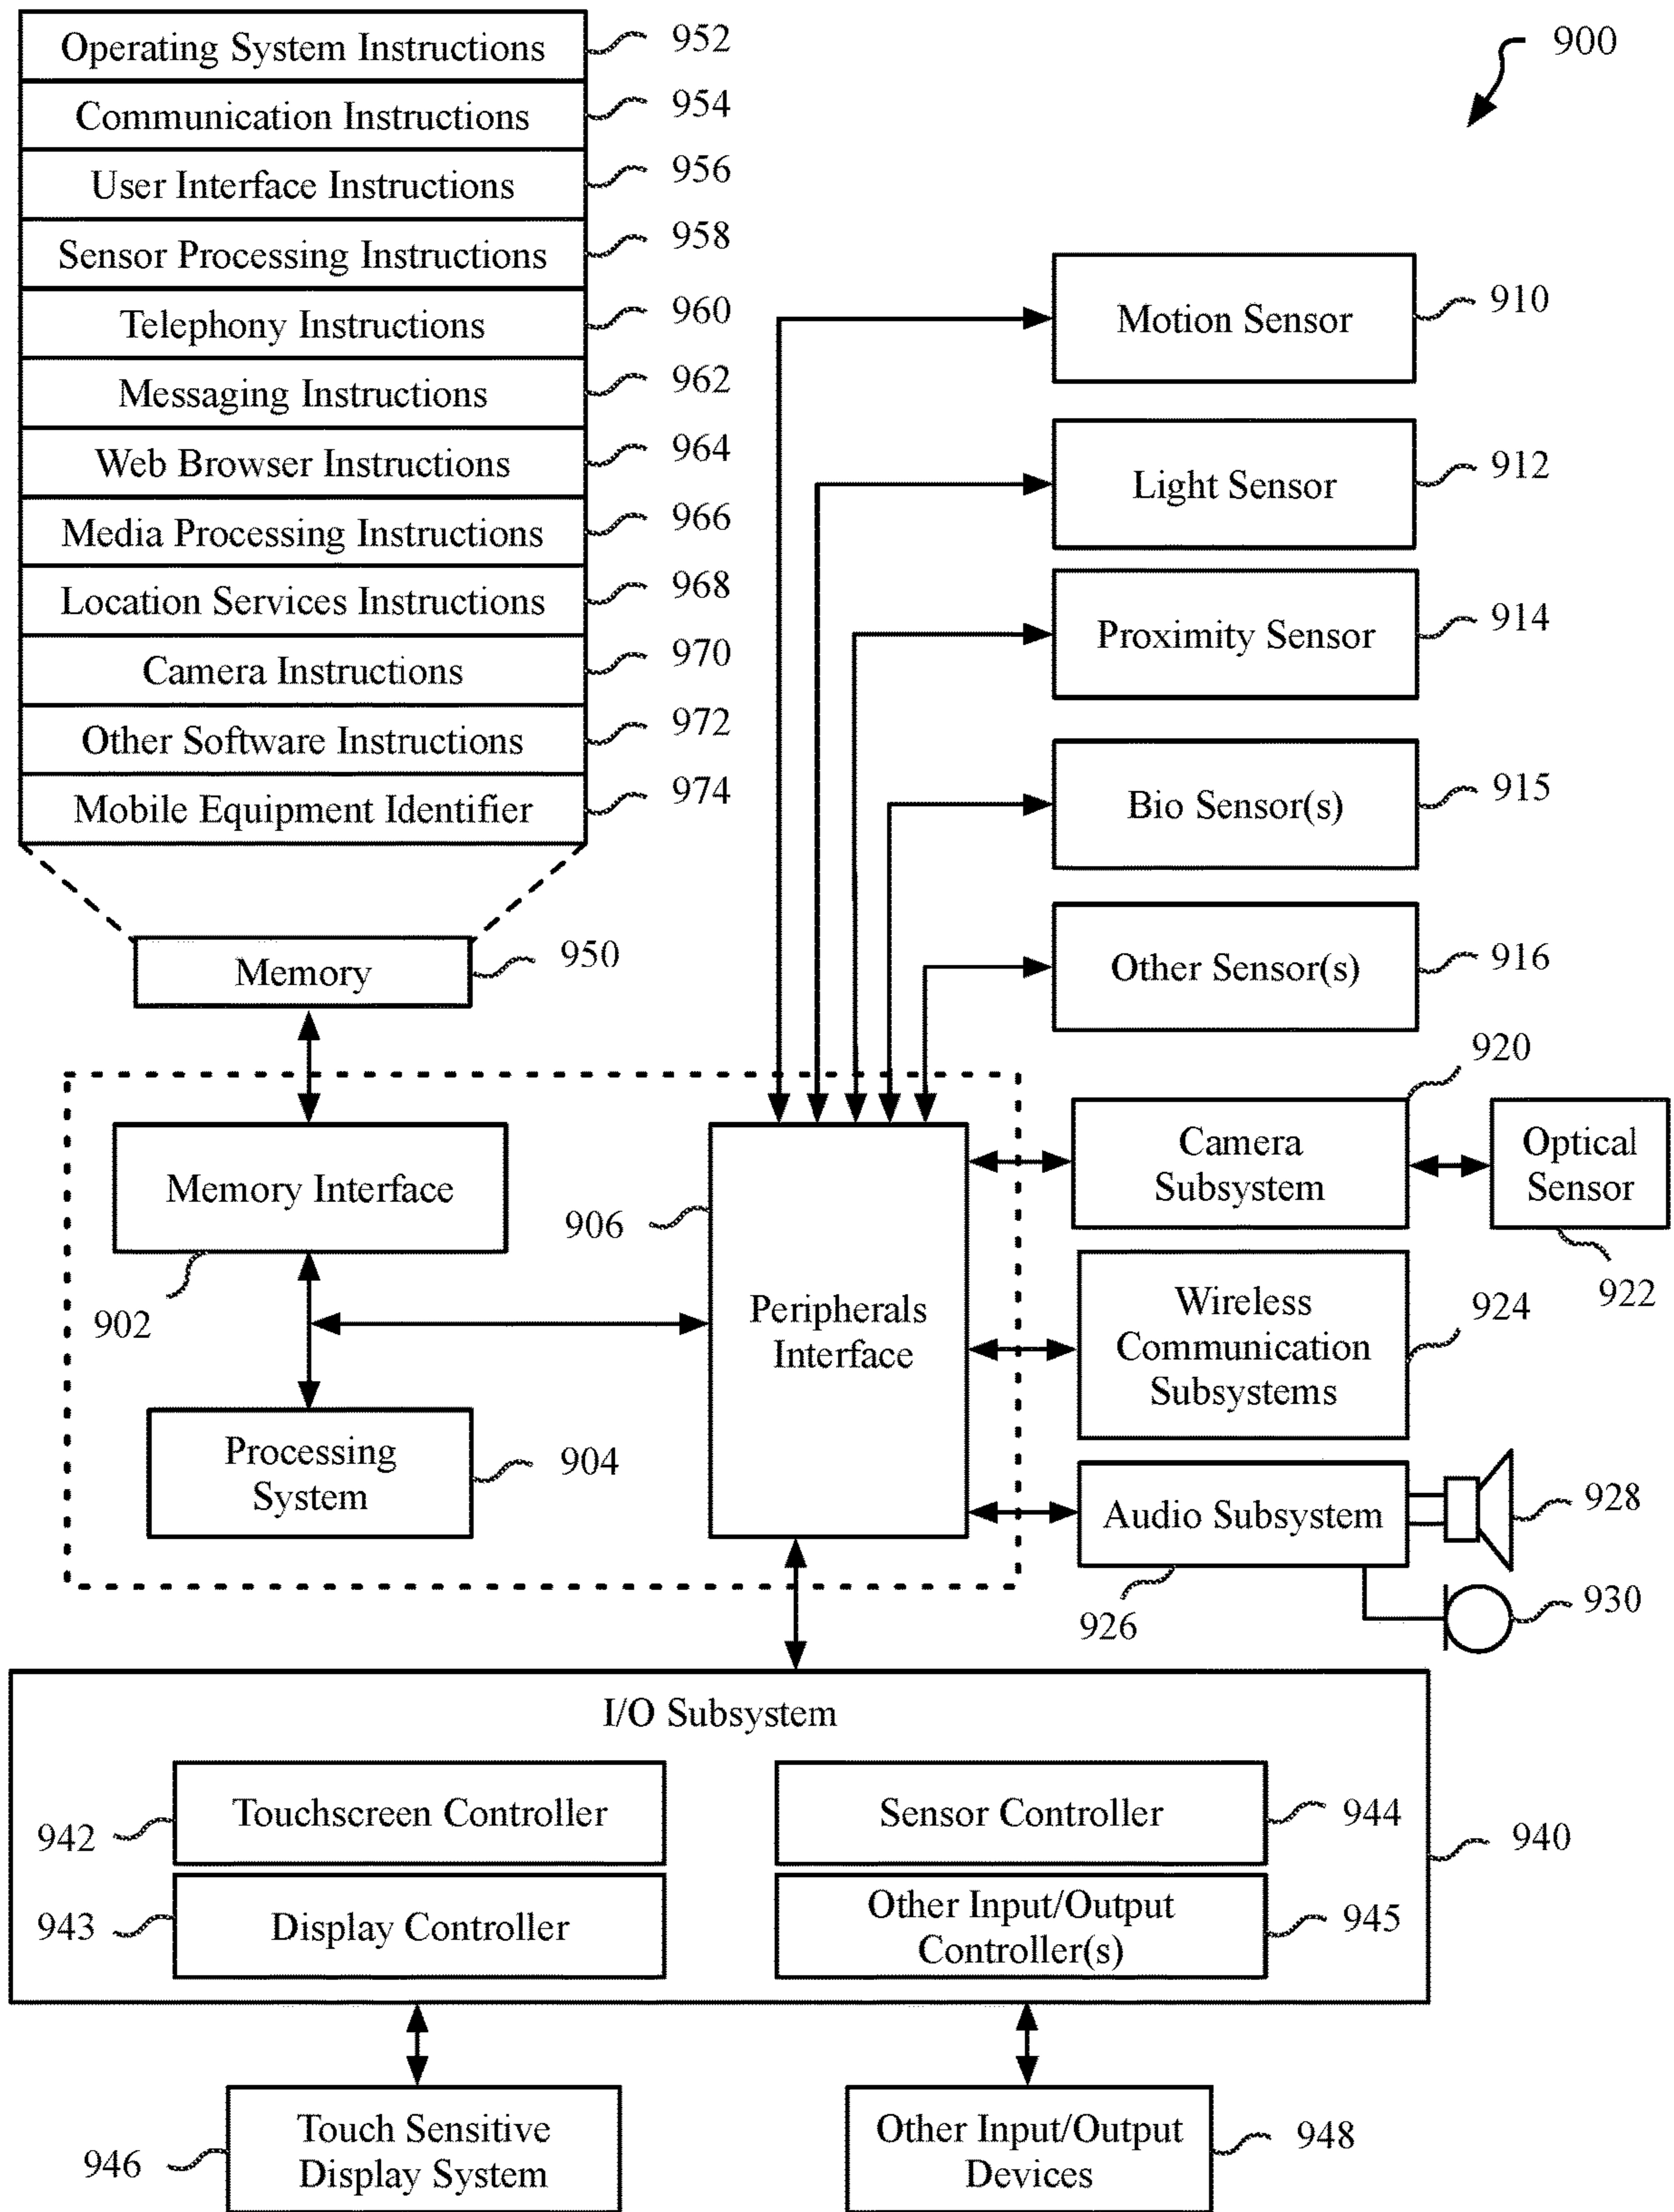 900
Operating System Instructions 952
Communication Instructions 954
User Interface Instructions 956
Sensor Processing Instructions 958
Telephony Instructions 960
Messaging Instructions 962
Web Browser Instructions 964
Media Processing Instructions 966
Location Services Instructions 968
Camera Instructions 970
Other Software Instructions 972
Mobile Equipment Identifier 974
Memory 950
Motion Sensor 910
Light Sensor 912
Proximity Sensor 914
Bio Sensor(s) 915
Other Sensor(s) 916
Memory Interface
902
Processing
System
904
906
Peripherals
Interface
920
Camera
Subsystem
Optical
Sensor
922
Wireless
Communication
Subsystems
924
Audio Subsystem
926
928
930
I/O Subsystem
940
Touchscreen Controller
942
Display Controller
943
Sensor Controller
944
Other Input/Output
Controller(s)
945
Touch Sensitive
Display System
946
Other Input/Output
Devices
948